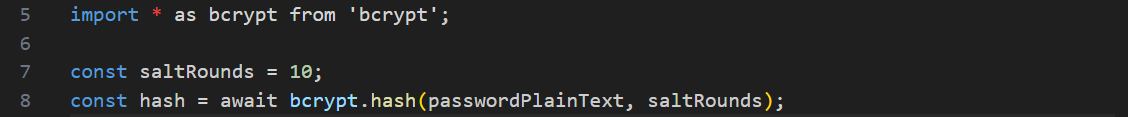 5 import * as bcrypt from 'bcrypt';
6
7 const saltRounds = 10;
8 const hash = await bcrypt.hash(passwordPlainText, saltRounds);